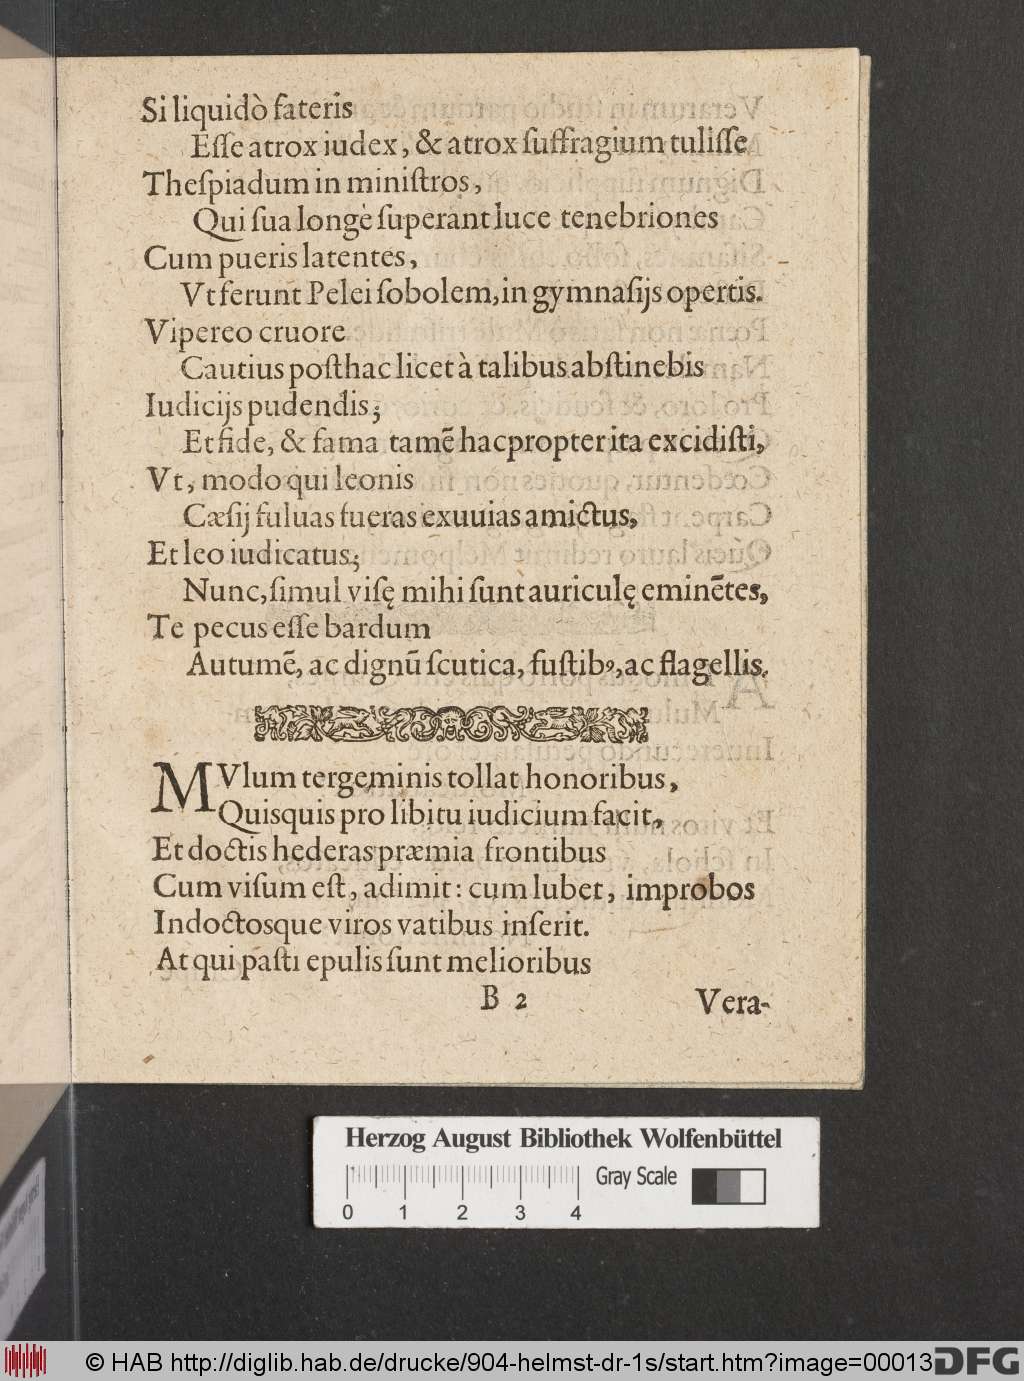 Si liquidò fateris
Eſſe atrox iudex, & atrox ſuffragium tuliſſe
Theſpiadum in miniſtros,
Qui ſua longè ſuperant luce tenebriones
Cum pueris latentes,
Vt ferunt Pelei ſobolem, in gymnaſijs opertis.
Vipereo cruore
Cautius poſthac licet à talibus abſtinebis
Iudicijs pudendis;
Et fide, & fama tamẽ hacpropter ita excidiſti,
Vt, modo qui leonis
Cæſij fuluas fueras exuuias amictus,
Et leo iudicatus;
Nunc, ſimul viſę mihi ſunt auriculę eminẽtes,
Te pecus eſſe bardum
Autumẽ, ac dignũ ſcutica, fuſtibꝰ, ac flagellis.
MVlum tergeminis tollat honoribus,
Quisquis pro libitu iudicium facit,
Et doctis hederas præmia frontibus
Cum viſum eſt, adimit: cum lubet, improbos
Indoctosque viros vatibus inſerit.
At qui paſti epulis ſunt melioribus
B 2 Vera-
Herzog August Bibliothek Wolfenbüttel
Gray Scale
0 1 2 3 4
© HAB http://diglib.hab.de/drucke/904-helmst-dr-1s/start.htm?image=00013
DFG